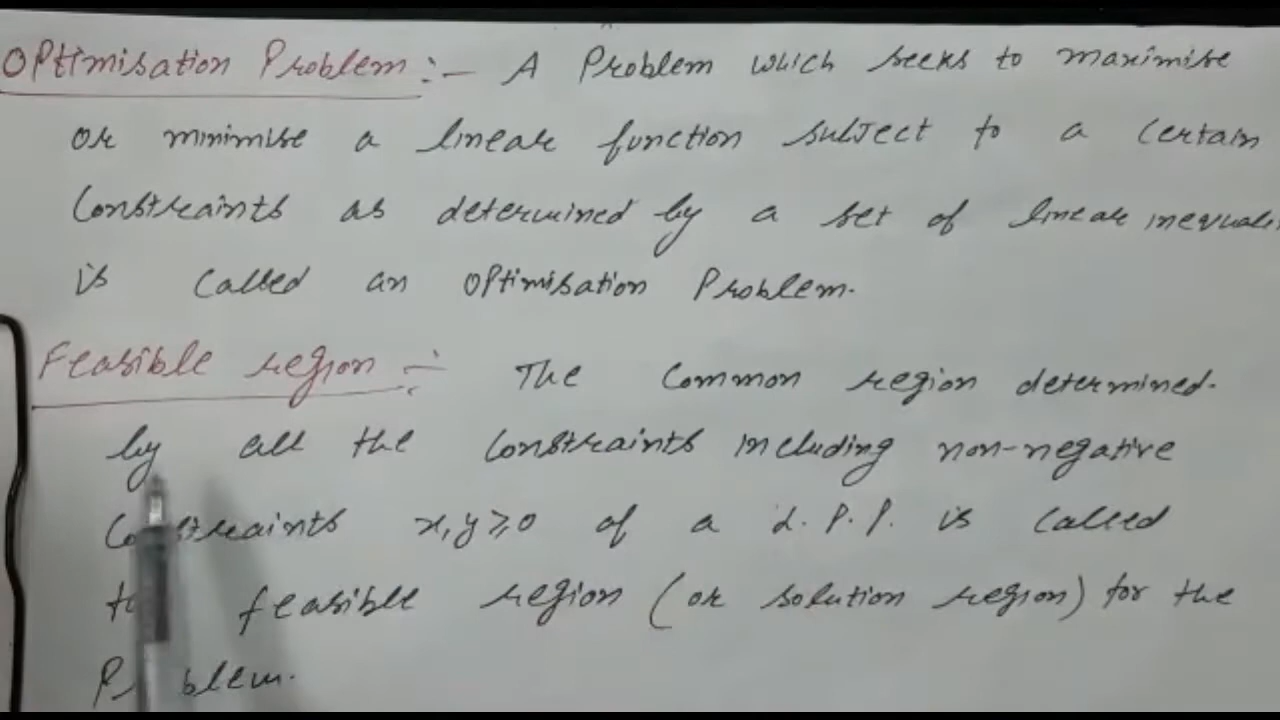 Optimisation Problem :- A Problem which seeks to maximise
or minimise a linear function subject to a certain
constraints as determined by a set of linear inequali
is called an optimisation Problem.
Feasible region :- The common region determined.
by all the constraints including non-negative
constraints x, y ≥ 0 of a L.P.P. is called
feasible region (or solution region) for the
Problem.